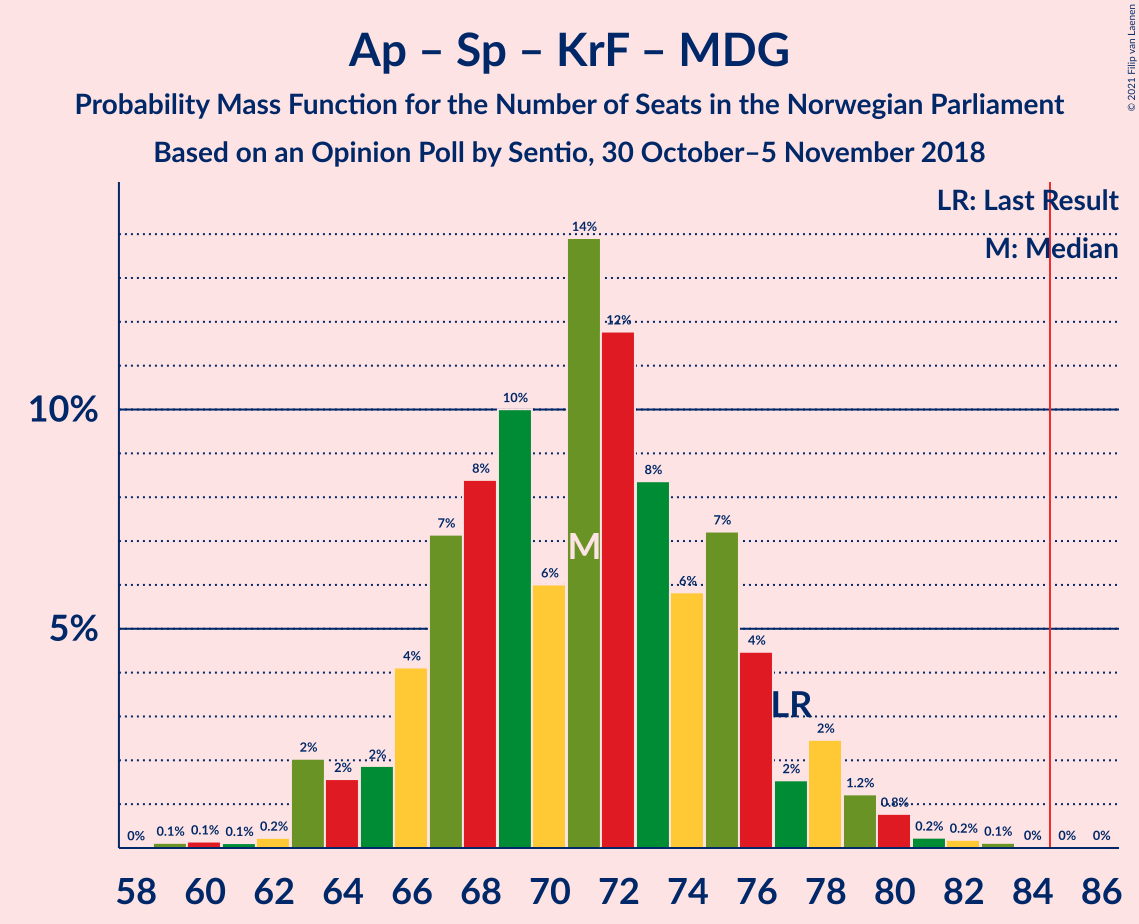 Ap – Sp – KrF – MDG
Probability Mass Function for the Number of Seats in the Norwegian Parliament
Based on an Opinion Poll by Sentio, 30 October–5 November 2018
© 2021 Filip van Laenen
LR: Last Result
M: Median
10%
5%
0% 0.1% 0.1% 0.1% 0.2% 2% 2% 2% 4% 7% 8% 10% 6% 14% 12% 8% 6% 7% 4% 2% 2% 1.2% 0.8% 0.2% 0.2% 0.1% 0% 0% 0%
M
LR
58 60 62 64 66 68 70 72 74 76 78 80 82 84 86